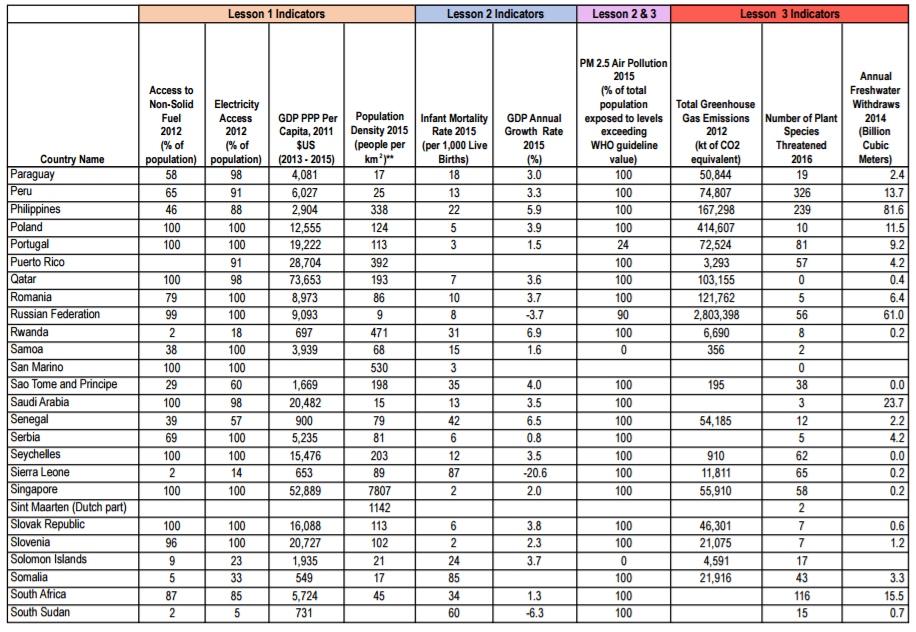 Lesson 1 Indicators Lesson 2 Indicators Lesson 2 & 3 Lesson 3 Indicators
Country Name
Access to
Non-Solid
Fuel
2012
(% of
population)
Electricity
Access
2012
(% of
population)
GDP PPP Per
Capita, 2011
$US
(2013 - 2015)
Population
Density 2015
(people per
km²)**
Infant Mortality
Rate 2015
(per 1,000 Live
Births)
GDP Annual
Growth Rate
2015
(%)
PM 2.5 Air Pollution
2015
(% of total
population
exposed to levels
exceeding
WHO guideline
value)
Total Greenhouse
Gas Emissions
2012
(kt of CO2
equivalent)
Number of Plant
Species
Threatened
2016
Annual
Freshwater
Withdraws
2014
(Billion
Cubic
Meters)
Paraguay 58 98 4,081 17 18 3.0 100 50,844 19 2.4
Peru 65 91 6,027 25 13 3.3 100 74,807 326 13.7
Philippines 46 88 2,904 338 22 5.9 100 167,298 239 81.6
Poland 100 100 12,555 124 5 3.9 100 414,607 10 11.5
Portugal 100 100 19,222 113 3 1.5 24 72,524 81 9.2
Puerto Rico 91 28,704 392 100 3,293 57 4.2
Qatar 100 98 73,653 193 7 3.6 100 103,155 0 0.4
Romania 79 100 8,973 86 10 3.7 100 121,762 5 6.4
Russian Federation 99 100 9,093 9 8 -3.7 90 2,803,398 56 61.0
Rwanda 2 18 697 471 31 6.9 100 6,690 8 0.2
Samoa 38 100 3,939 68 15 1.6 0 356 2
San Marino 100 100 530 3 0
Sao Tome and Principe 29 60 1,669 198 35 4.0 100 195 38 0.0
Saudi Arabia 100 98 20,482 15 13 3.5 100 3 23.7
Senegal 39 57 900 79 42 6.5 100 54,185 12 2.2
Serbia 69 100 5,235 81 6 0.8 100 5 4.2
Seychelles 100 100 15,476 203 12 3.5 100 910 62 0.0
Sierra Leone 2 14 653 89 87 -20.6 100 11,811 65 0.2
Singapore 100 100 52,889 7807 2 2.0 100 55,910 58 0.2
Sint Maarten (Dutch part) 1142 2
Slovak Republic 100 100 16,088 113 6 3.8 100 46,301 7 0.6
Slovenia 96 100 20,727 102 2 2.3 100 21,075 7 1.2
Solomon Islands 9 23 1,935 21 24 3.7 0 4,591 17
Somalia 5 33 549 17 85 100 21,916 43 3.3
South Africa 87 85 5,724 45 34 1.3 100 116 15.5
South Sudan 2 5 731 60 -6.3 100 15 0.7